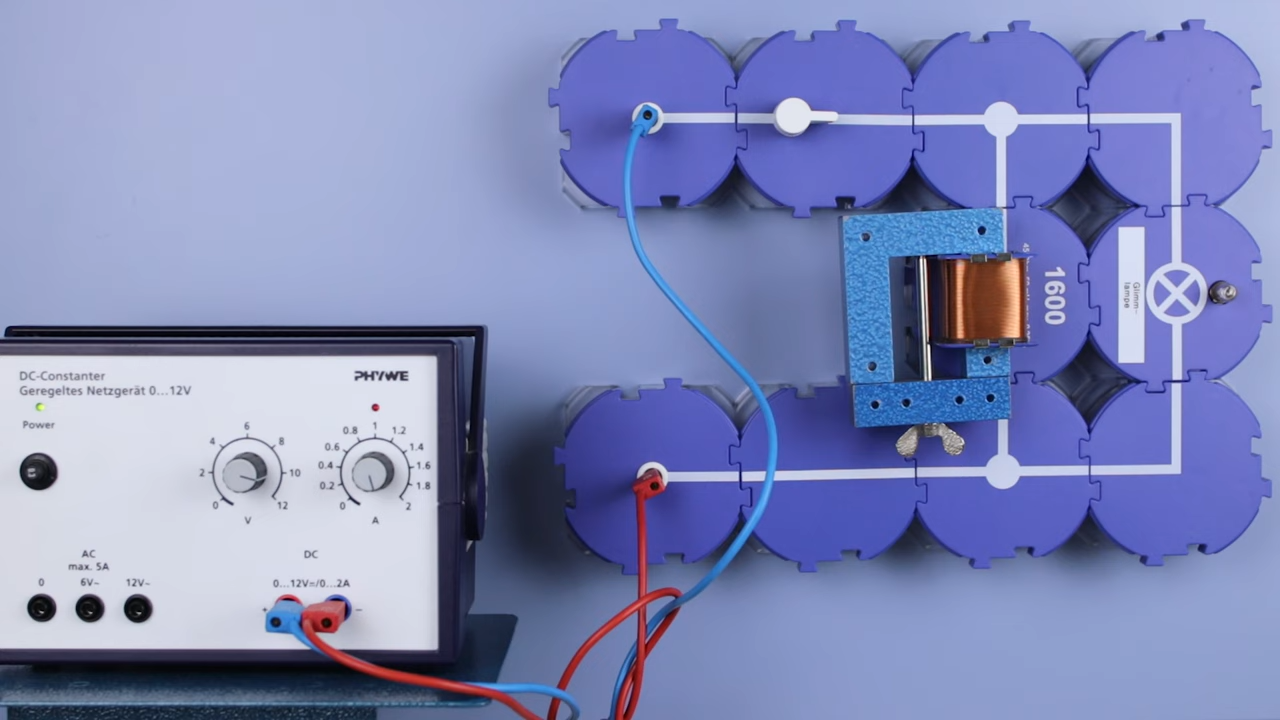 DC-Constanter
Geregeltes Netzgerät 0...12V
PHYWE
Power
0
2
4
6
8
10
12
V
0
0.2
0.4
0.6
0.8
1
1.2
1.4
1.6
1.8
2
A
AC
max. 5A
0 6V~ 12V~
DC
0...12V=/0...2A
+ −
1600
Glimm-
lampe